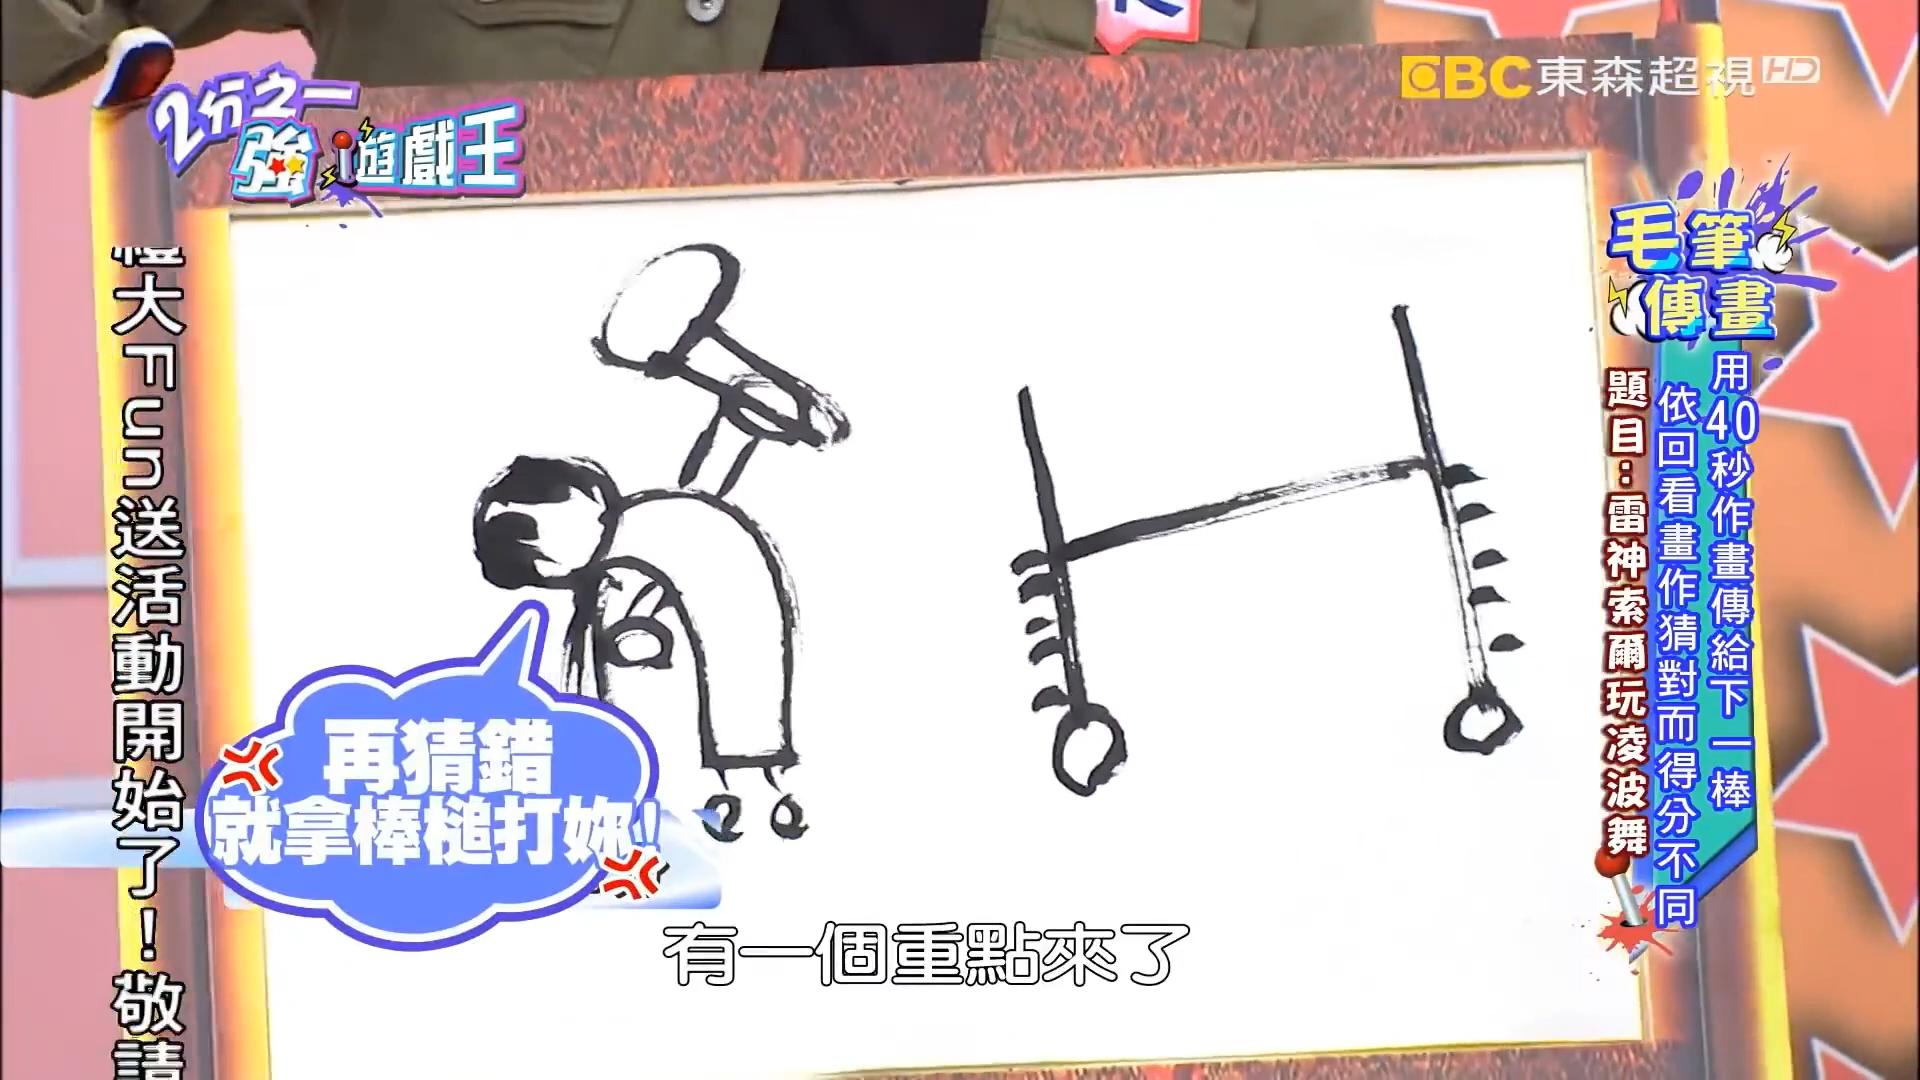 2分之一
強 遊戲王
EBC東森超視HD
毛筆
傳畫
用40秒作畫傳給下一棒
依回看畫作猜對而得分不同
題目:雷神索爾玩凌波舞
大Fun送活動開始了!敬請
再猜錯
就拿棒槌打妳!
有一個重點來了